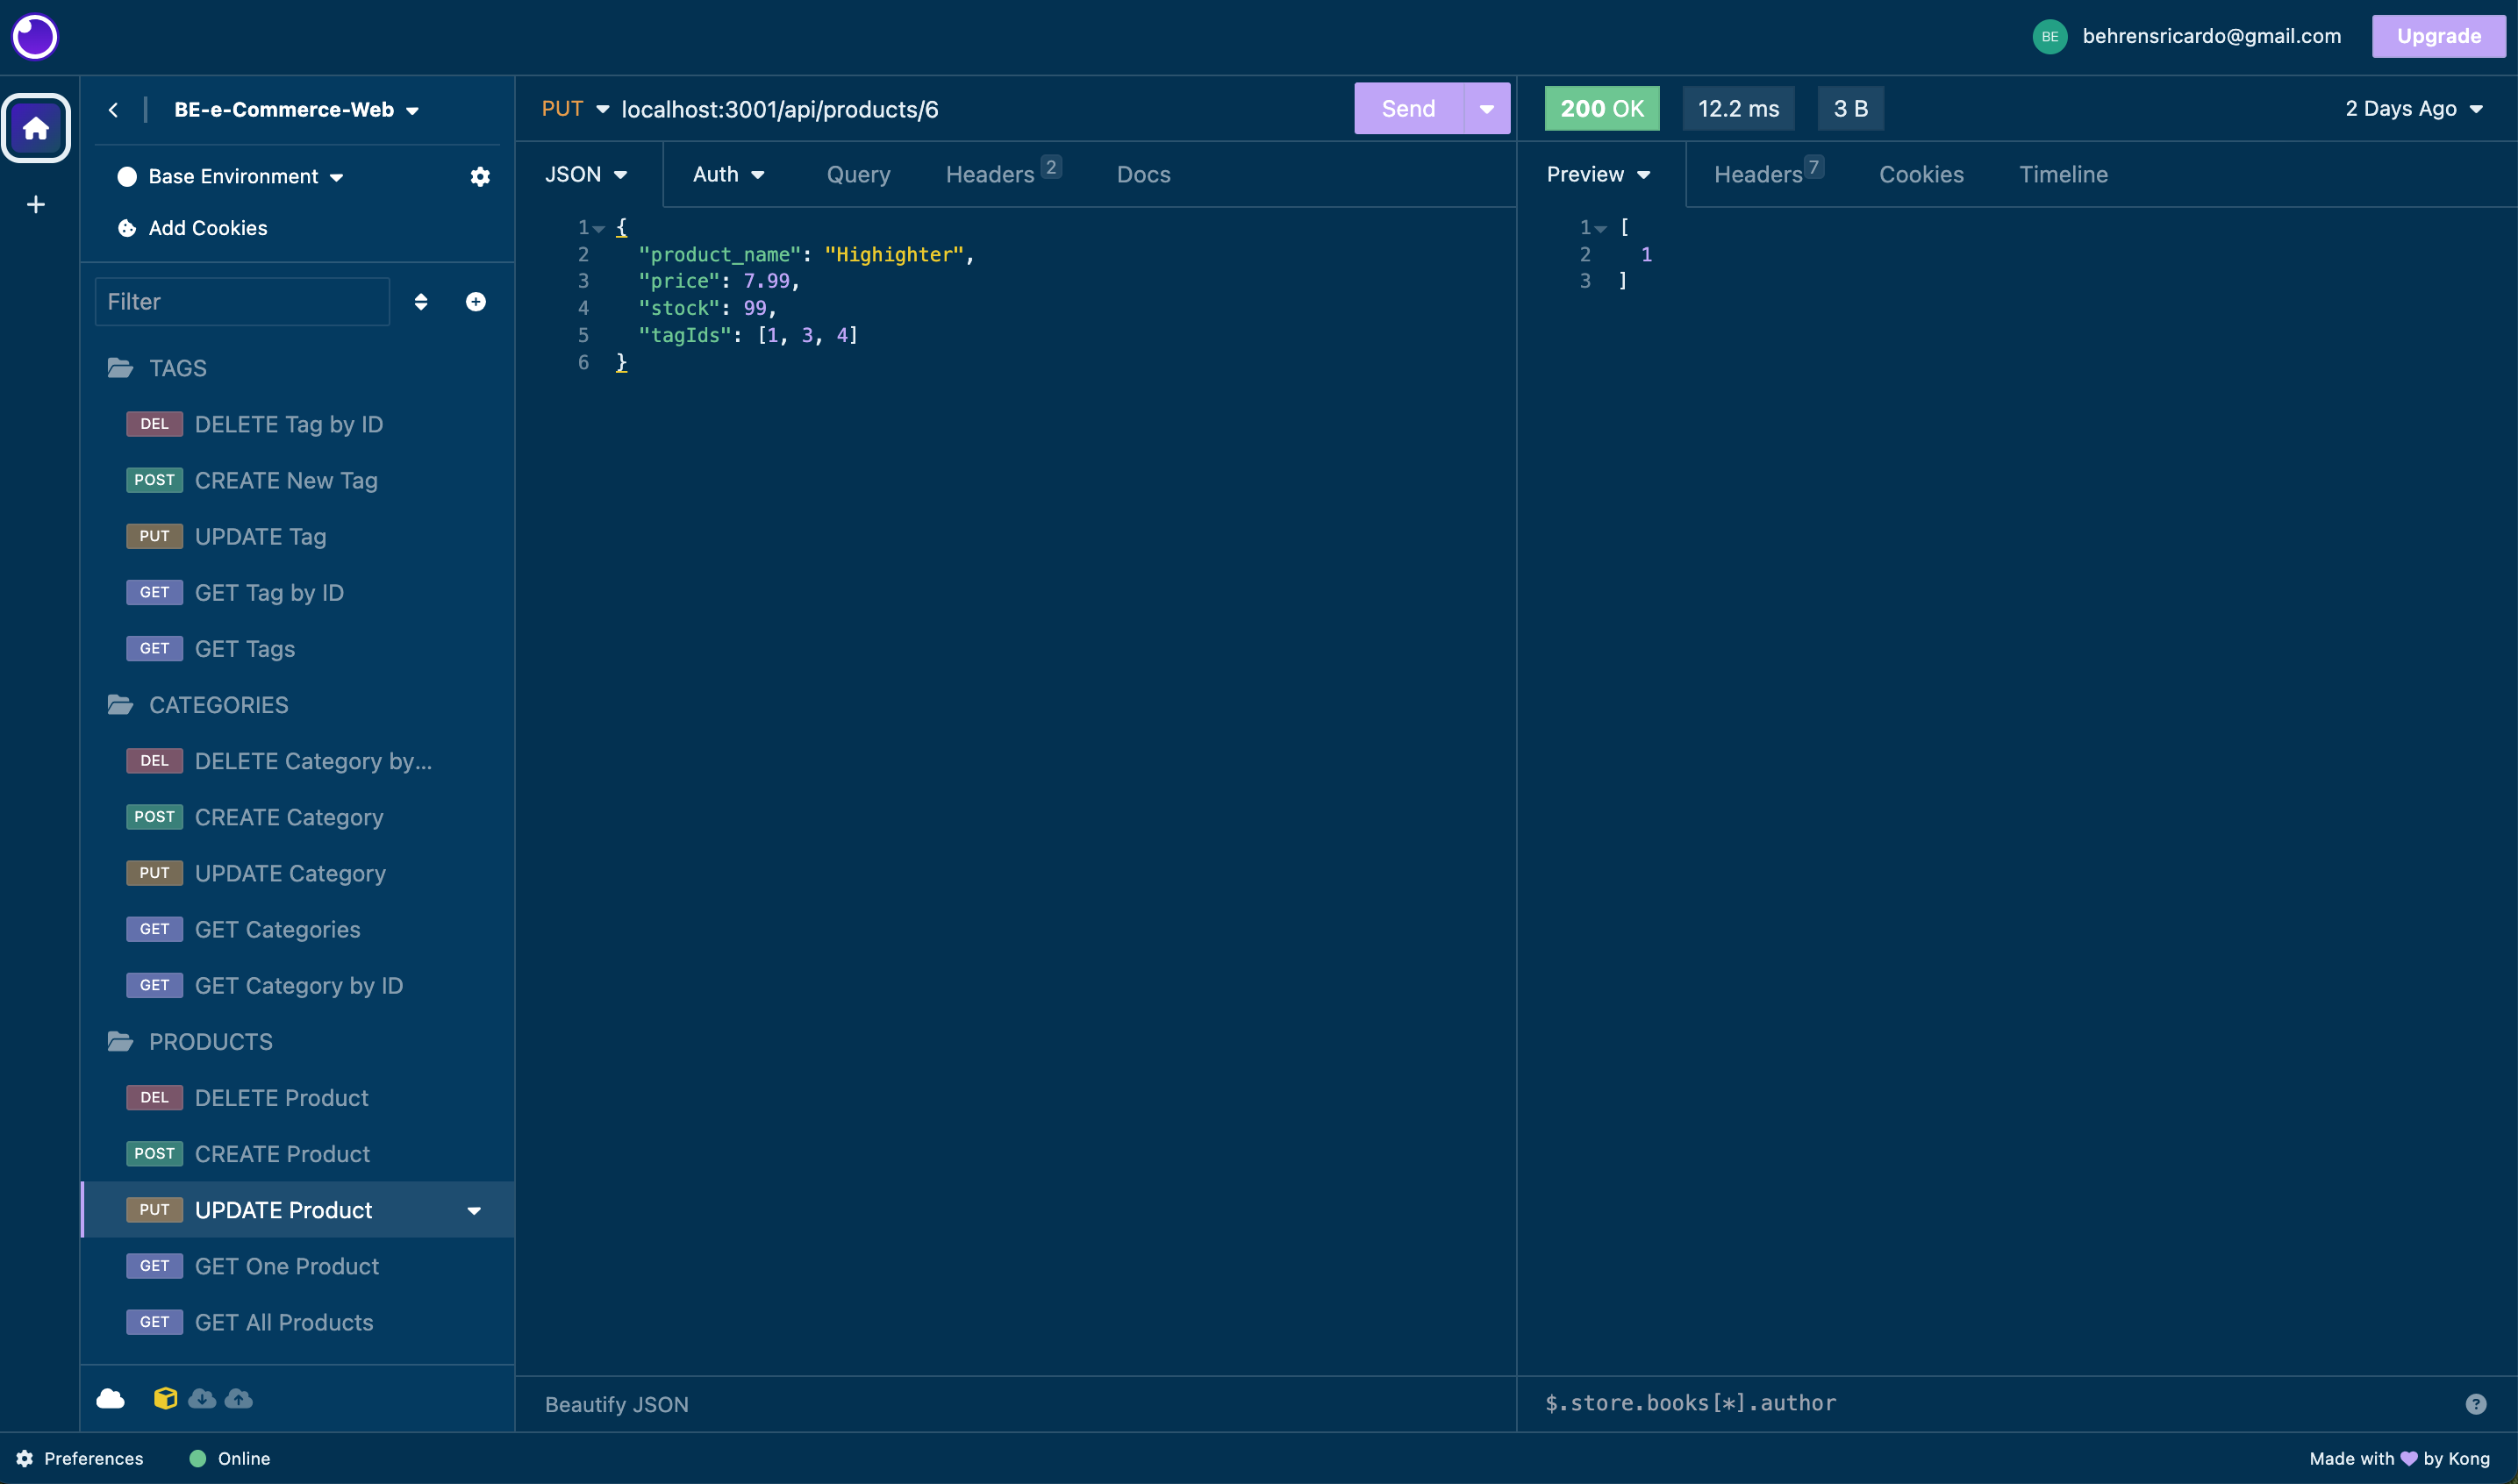 BE behrensricardo@gmail.com Upgrade
BE-e-Commerce-Web
Base Environment
Add Cookies
Filter
TAGS
DEL DELETE Tag by ID
POST CREATE New Tag
PUT UPDATE Tag
GET GET Tag by ID
GET GET Tags
CATEGORIES
DEL DELETE Category by...
POST CREATE Category
PUT UPDATE Category
GET GET Categories
GET GET Category by ID
PRODUCTS
DEL DELETE Product
POST CREATE Product
PUT UPDATE Product
GET GET One Product
GET GET All Products
PUT localhost:3001/api/products/6 Send
JSON Auth Query Headers 2 Docs
1 {
2 "product_name": "Highighter",
3 "price": 7.99,
4 "stock": 99,
5 "tagIds": [1, 3, 4]
6 }
Beautify JSON
200 OK 12.2 ms 3 B 2 Days Ago
Preview Headers 7 Cookies Timeline
1 [
2 1
3 ]
$.store.books[*].author ?
Preferences Online Made with 💜 by Kong